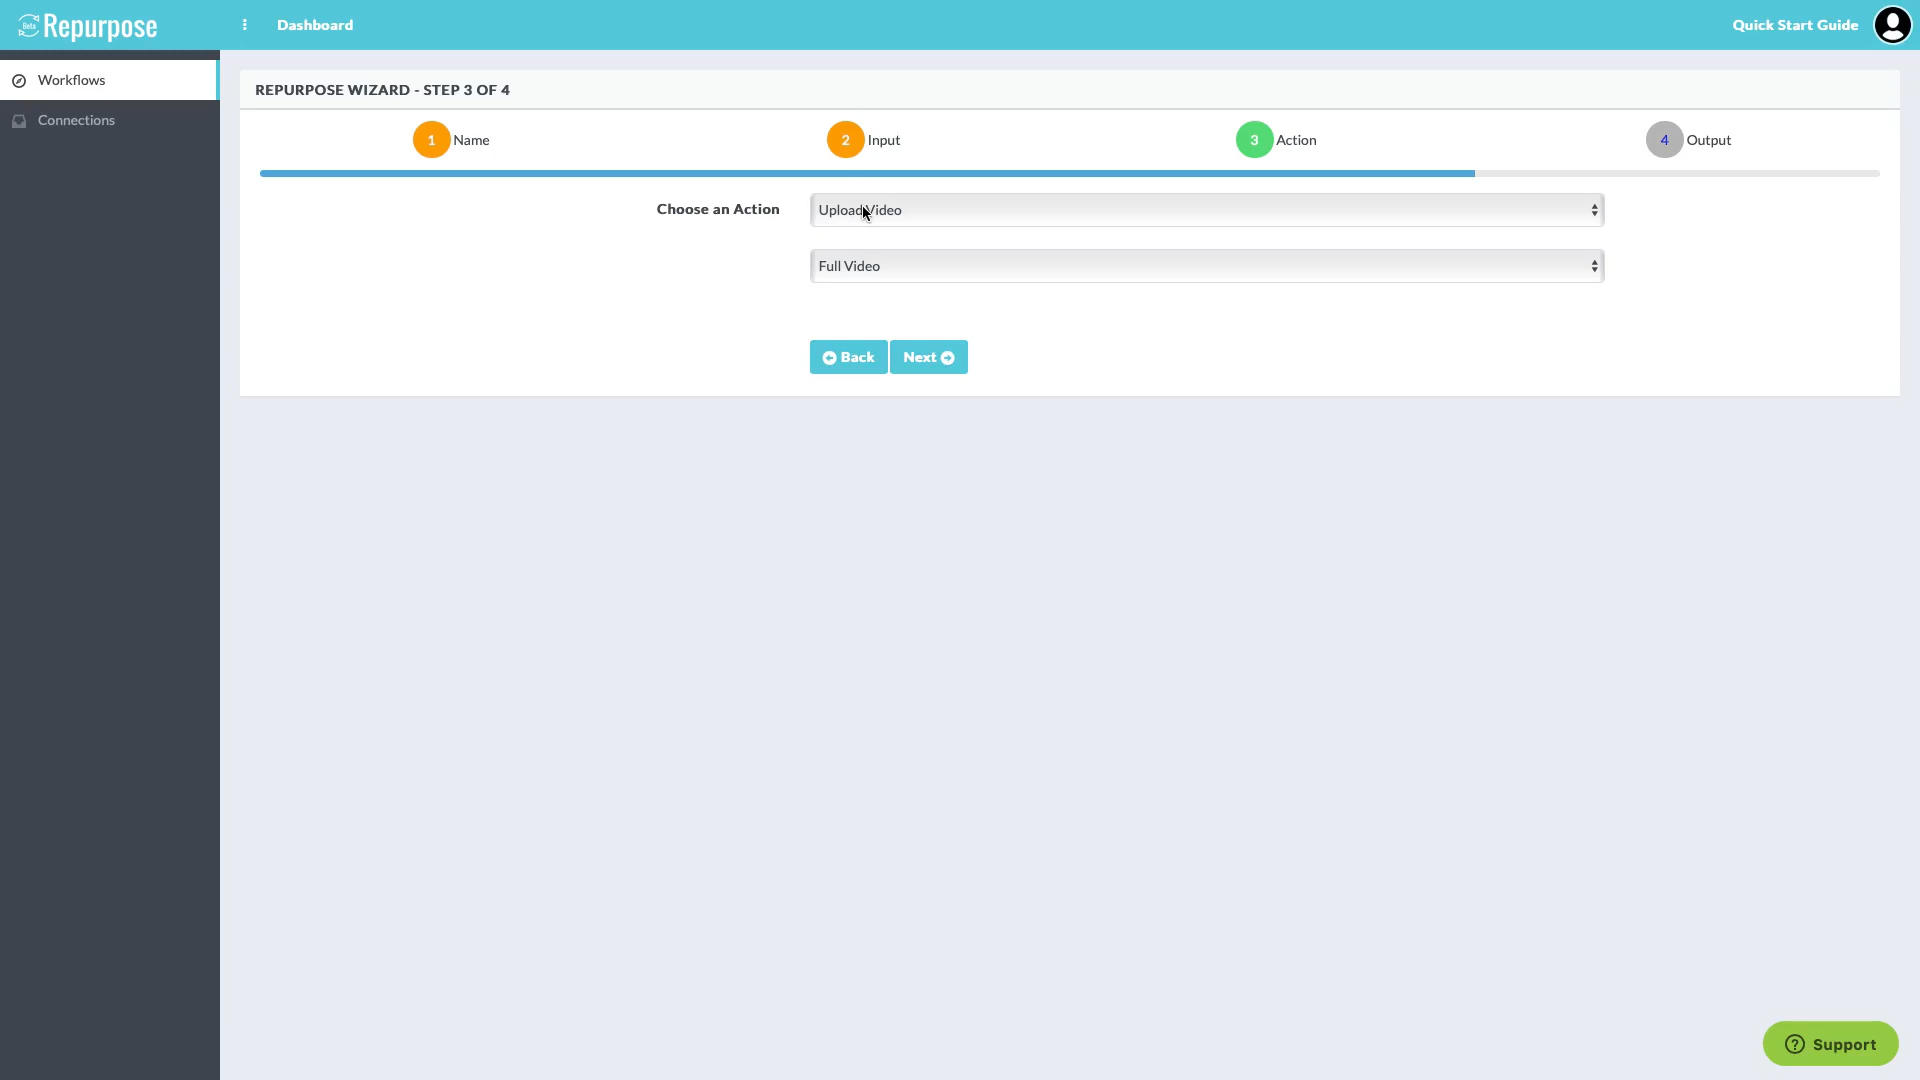 Beta Repurpose
Dashboard
Quick Start Guide
Workflows
Connections
REPURPOSE WIZARD - STEP 3 OF 4
1 Name
2 Input
3 Action
4 Output
Choose an Action
Upload Video
Full Video
Back
Next
Support